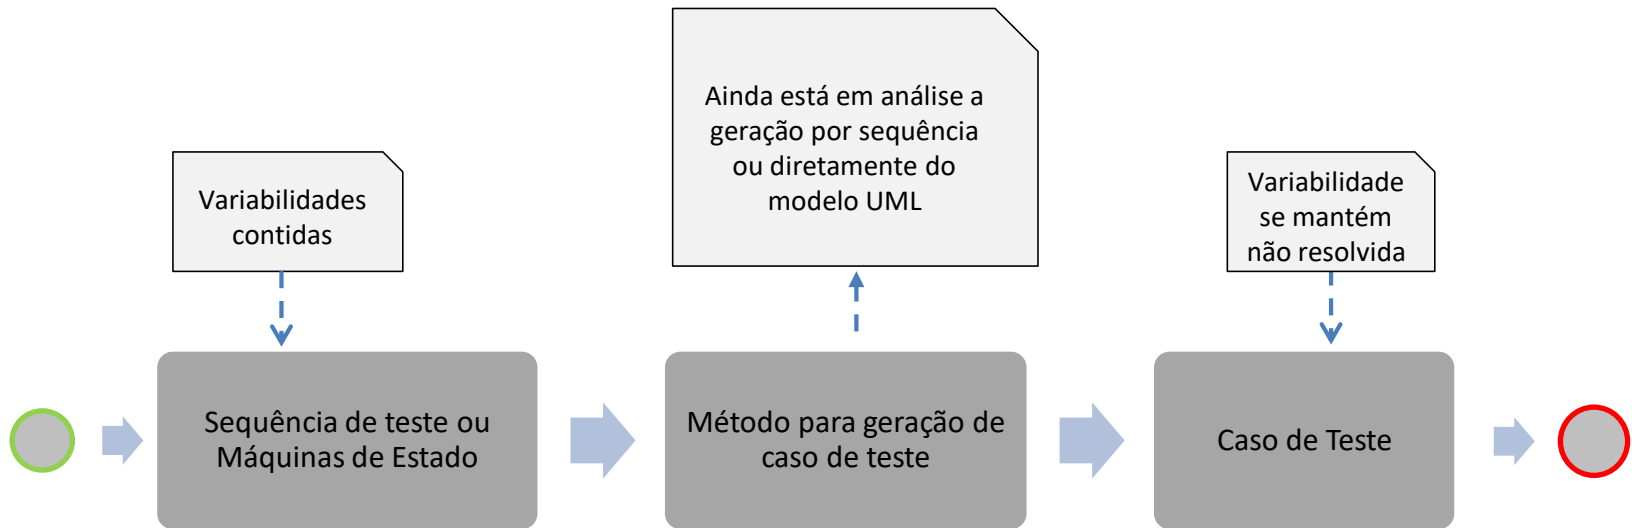 Ainda está em análise a
geração por sequência
ou diretamente do
modelo UML
Variabilidades
contidas
Variabilidade
se mantém
não resolvida
Sequência de teste ou
Máquinas de Estado
Método para geração de
caso de teste
Caso de Teste